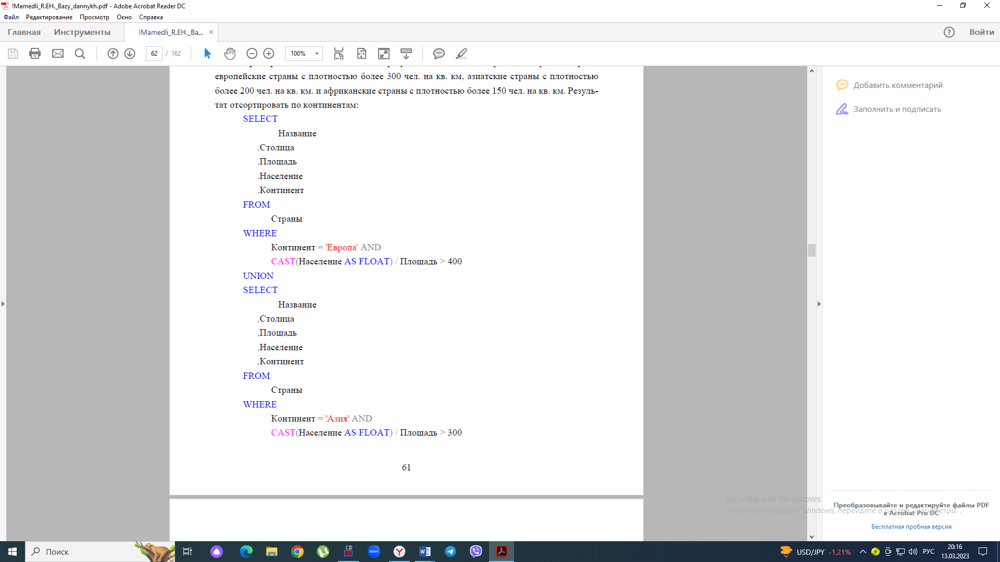 !Mamedli_R.EH._Bazy_dannykh.pdf - Adobe Acrobat Reader DC
Файл Редактирование Просмотр Окно Справка
Главная Инструменты !Mamedli_R.EH._Ba... × Войти
62 / 162 100%
европейские страны с плотностью более 300 чел. на кв. км, азиатские страны с плотностью
более 200 чел. на кв. км. и африканские страны с плотностью более 150 чел. на кв. км. Резуль-
тат отсортировать по континентам:
SELECT
Название
,Столица
,Площадь
,Население
,Континент
FROM
Страны
WHERE
Континент = 'Европа' AND
CAST(Население AS FLOAT) / Площадь > 400
UNION
SELECT
Название
,Столица
,Площадь
,Население
,Континент
FROM
Страны
WHERE
Континент = 'Азия' AND
CAST(Население AS FLOAT) / Площадь > 300
61
Добавить комментарий
Заполнить и подписать
Активация Windows
Чтобы активировать Windows, перейдите в раздел "Параметры".
Преобразовывайте и редактируйте файлы PDF
в Acrobat Pro DC
Бесплатная пробная версия
Поиск
zoom
USD/JPY -1.21%
РУС
20:16
13.03.2023